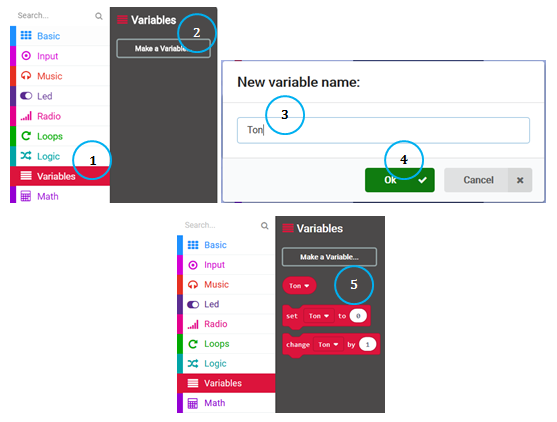 Search...
Basic
Input
Music
Led
Radio
Loops
Logic
1
Variables
Math
Variables
2
Make a Variable...
New variable name:
3
Ton
4
Ok
Cancel
Search...
Basic
Input
Music
Led
Radio
Loops
Logic
Variables
Math
Variables
Make a Variable...
Ton
5
set Ton to 0
change Ton by 1